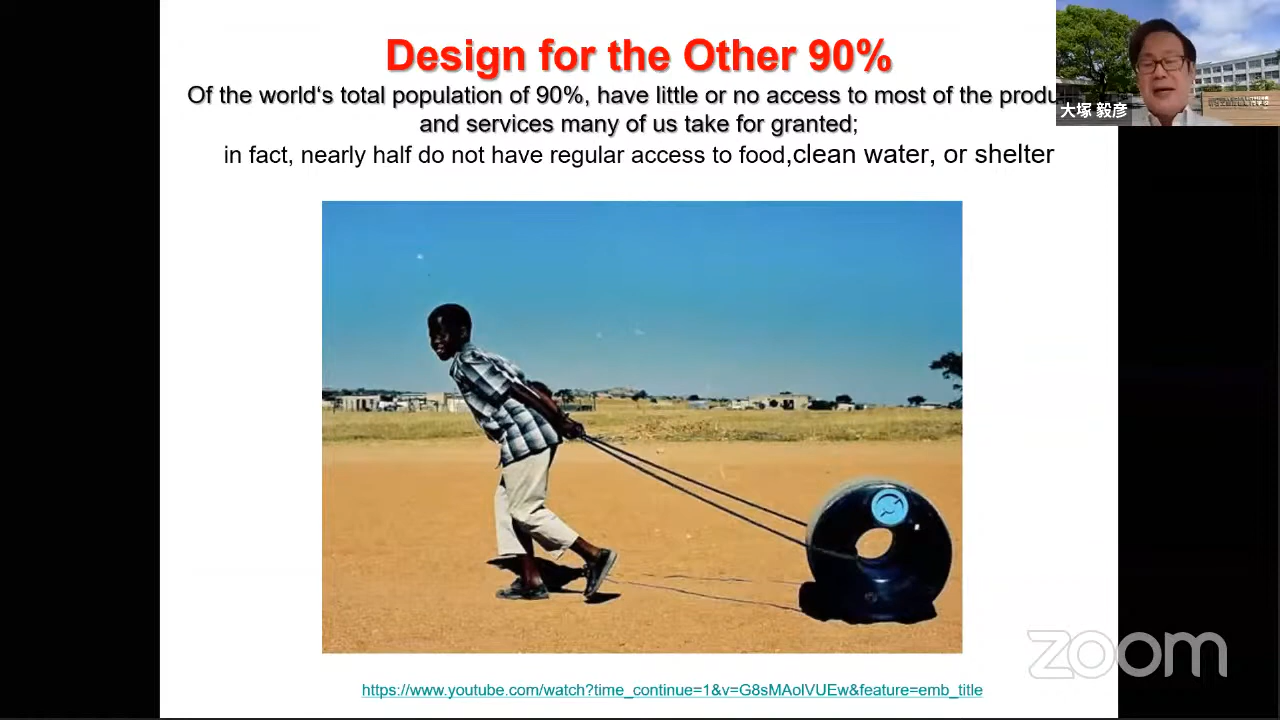 Design for the Other 90%
Of the world‘s total population of 90%, have little or no access to most of the produ
and services many of us take for granted;
in fact, nearly half do not have regular access to food,clean water, or shelter
大塚 毅彦
https://www.youtube.com/watch?time_continue=1&v=G8sMAolVUEw&feature=emb_title
zoom